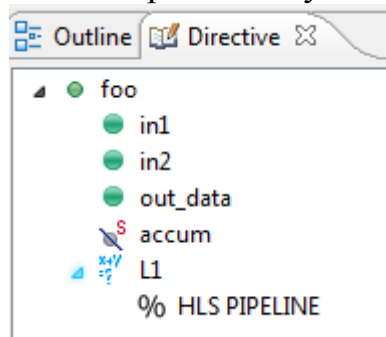 Outline Directive
foo
in1
in2
out_data
S accum
x+y=? L1
% HLS PIPELINE